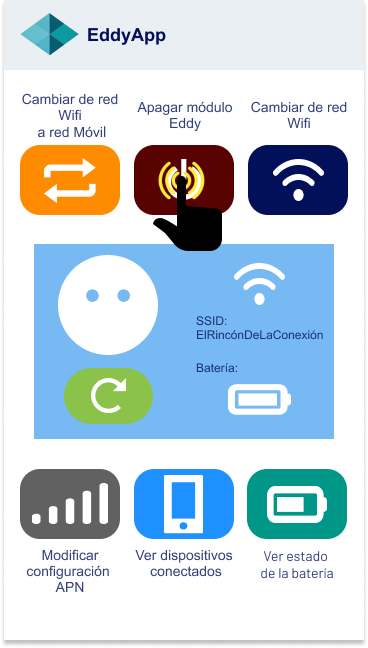 EddyApp
Cambiar de red
Wifi
a red Móvil
Apagar módulo
Eddy
Cambiar de red
Wifi
SSID:
ElRincónDeLaConexión
Batería:
Modificar
configuración
APN
Ver dispositivos
conectados
Ver estado
de la batería